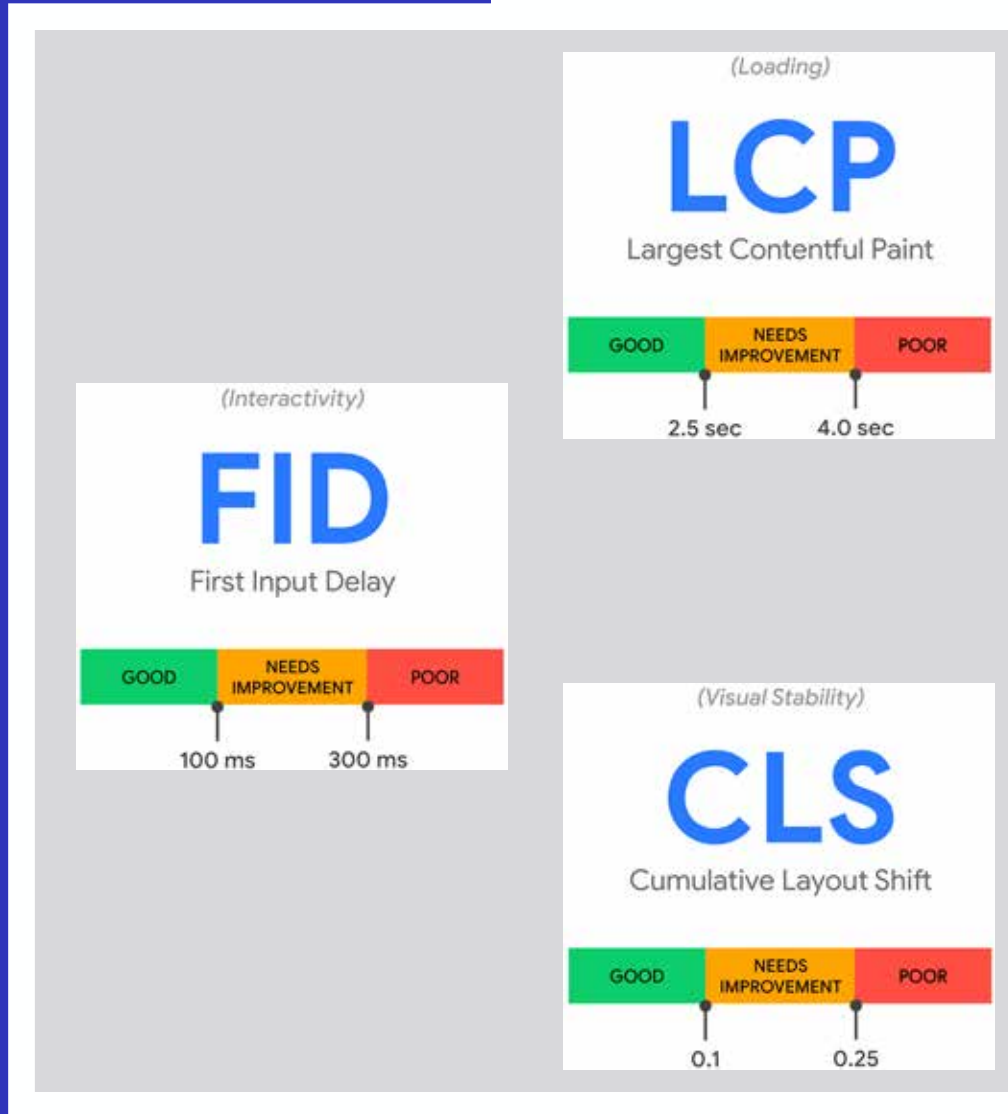 (Loading)
LCP
Largest Contentful Paint
GOOD
NEEDS
IMPROVEMENT
POOR
2.5 sec
4.0 sec
(Interactivity)
FID
First Input Delay
GOOD
NEEDS
IMPROVEMENT
POOR
100 ms
300 ms
(Visual Stability)
CLS
Cumulative Layout Shift
GOOD
NEEDS
IMPROVEMENT
POOR
0.1
0.25